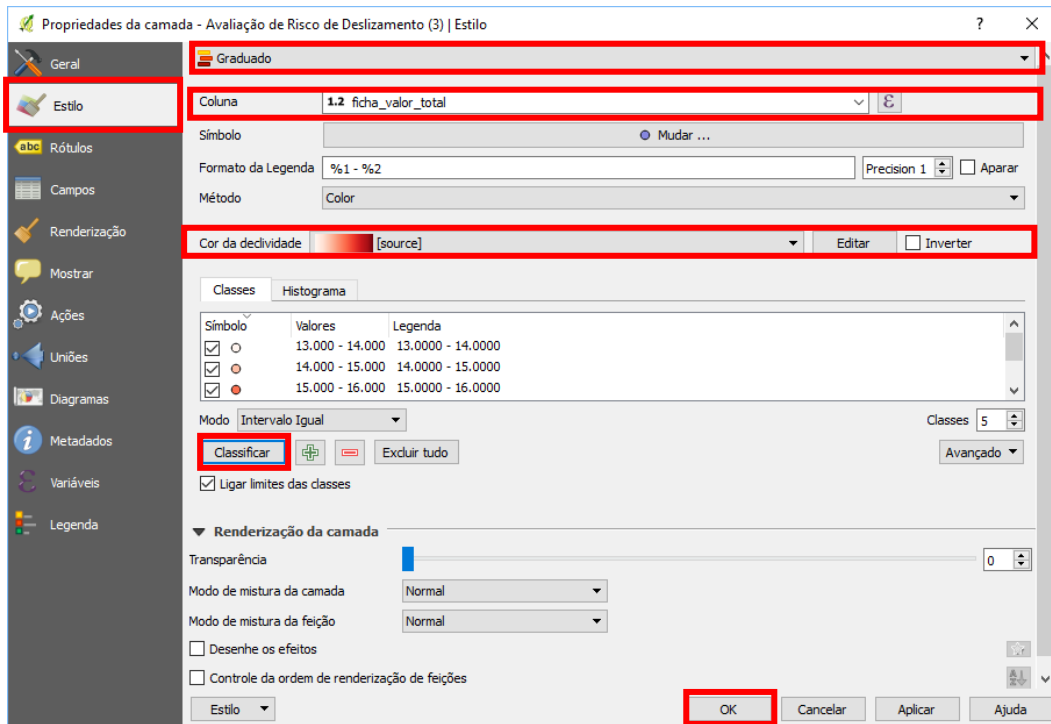 Propriedades da camada - Avaliação de Risco de Deslizamento (3) | Estilo ?
Geral
Estilo
abc Rótulos
Campos
Renderização
Mostrar
Ações
Uniões
Diagramas
Metadados
Variáveis
Legenda
Graduado
Coluna 1.2 ficha_valor_total ε
Símbolo Mudar ...
Formato da Legenda %1 - %2 Precision 1 Aparar
Método Color
Cor da declividade [source] Editar Inverter
Classes Histograma
Símbolo Valores Legenda
13.000 - 14.000 13.0000 - 14.0000
14.000 - 15.000 14.0000 - 15.0000
15.000 - 16.000 15.0000 - 16.0000
Modo Intervalo Igual Classes 5
Classificar Excluir tudo Avançado
Ligar limites das classes
Renderização da camada
Transparência 0
Modo de mistura da camada Normal
Modo de mistura da feição Normal
Desenhe os efeitos
Controle da ordem de renderização de feições
Estilo OK Cancelar Aplicar Ajuda